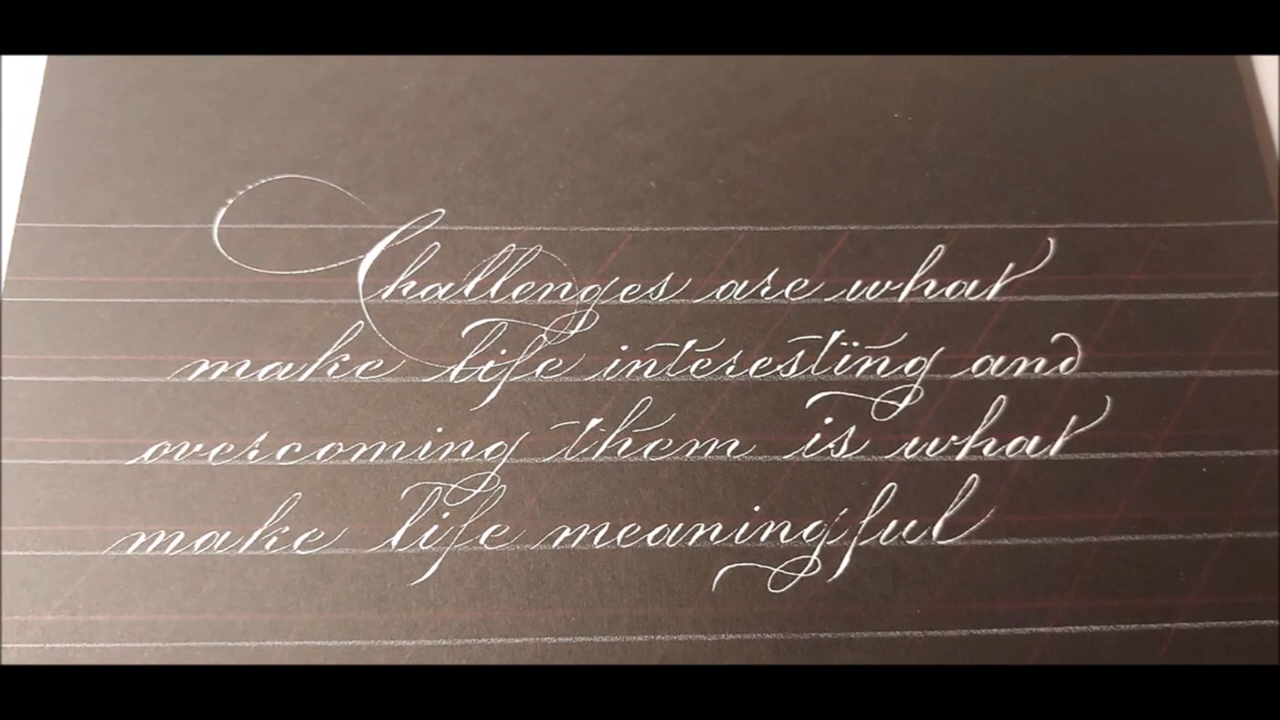 Challenges are what
make life interesting and
overcoming them is what
make life meaningful